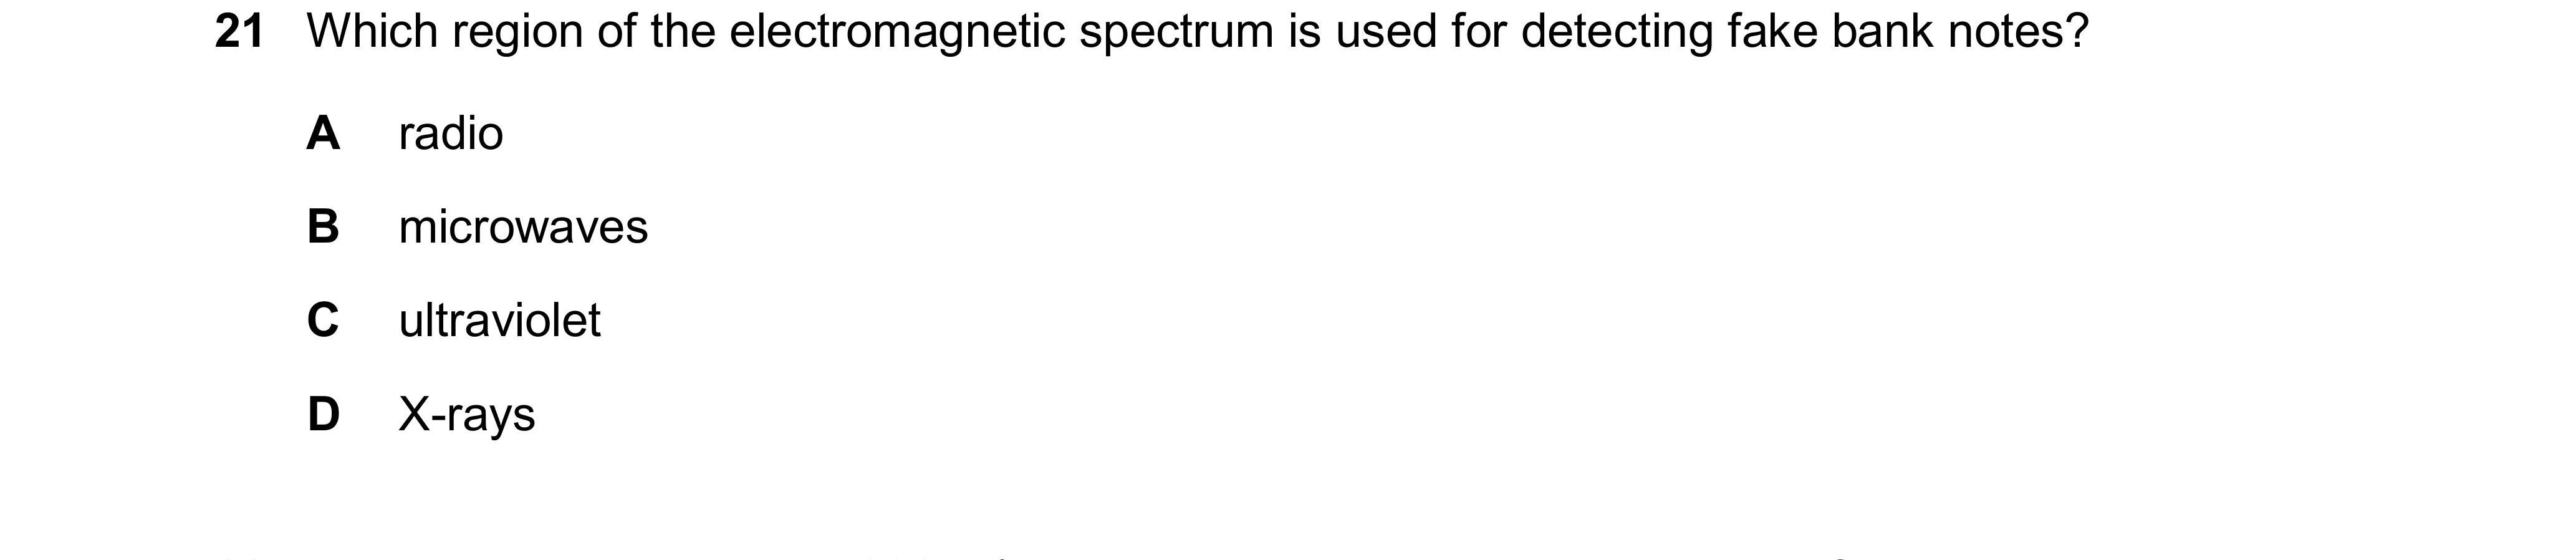 21 Which region of the electromagnetic spectrum is used for detecting fake bank notes?
A radio
B microwaves
C ultraviolet
D X-rays